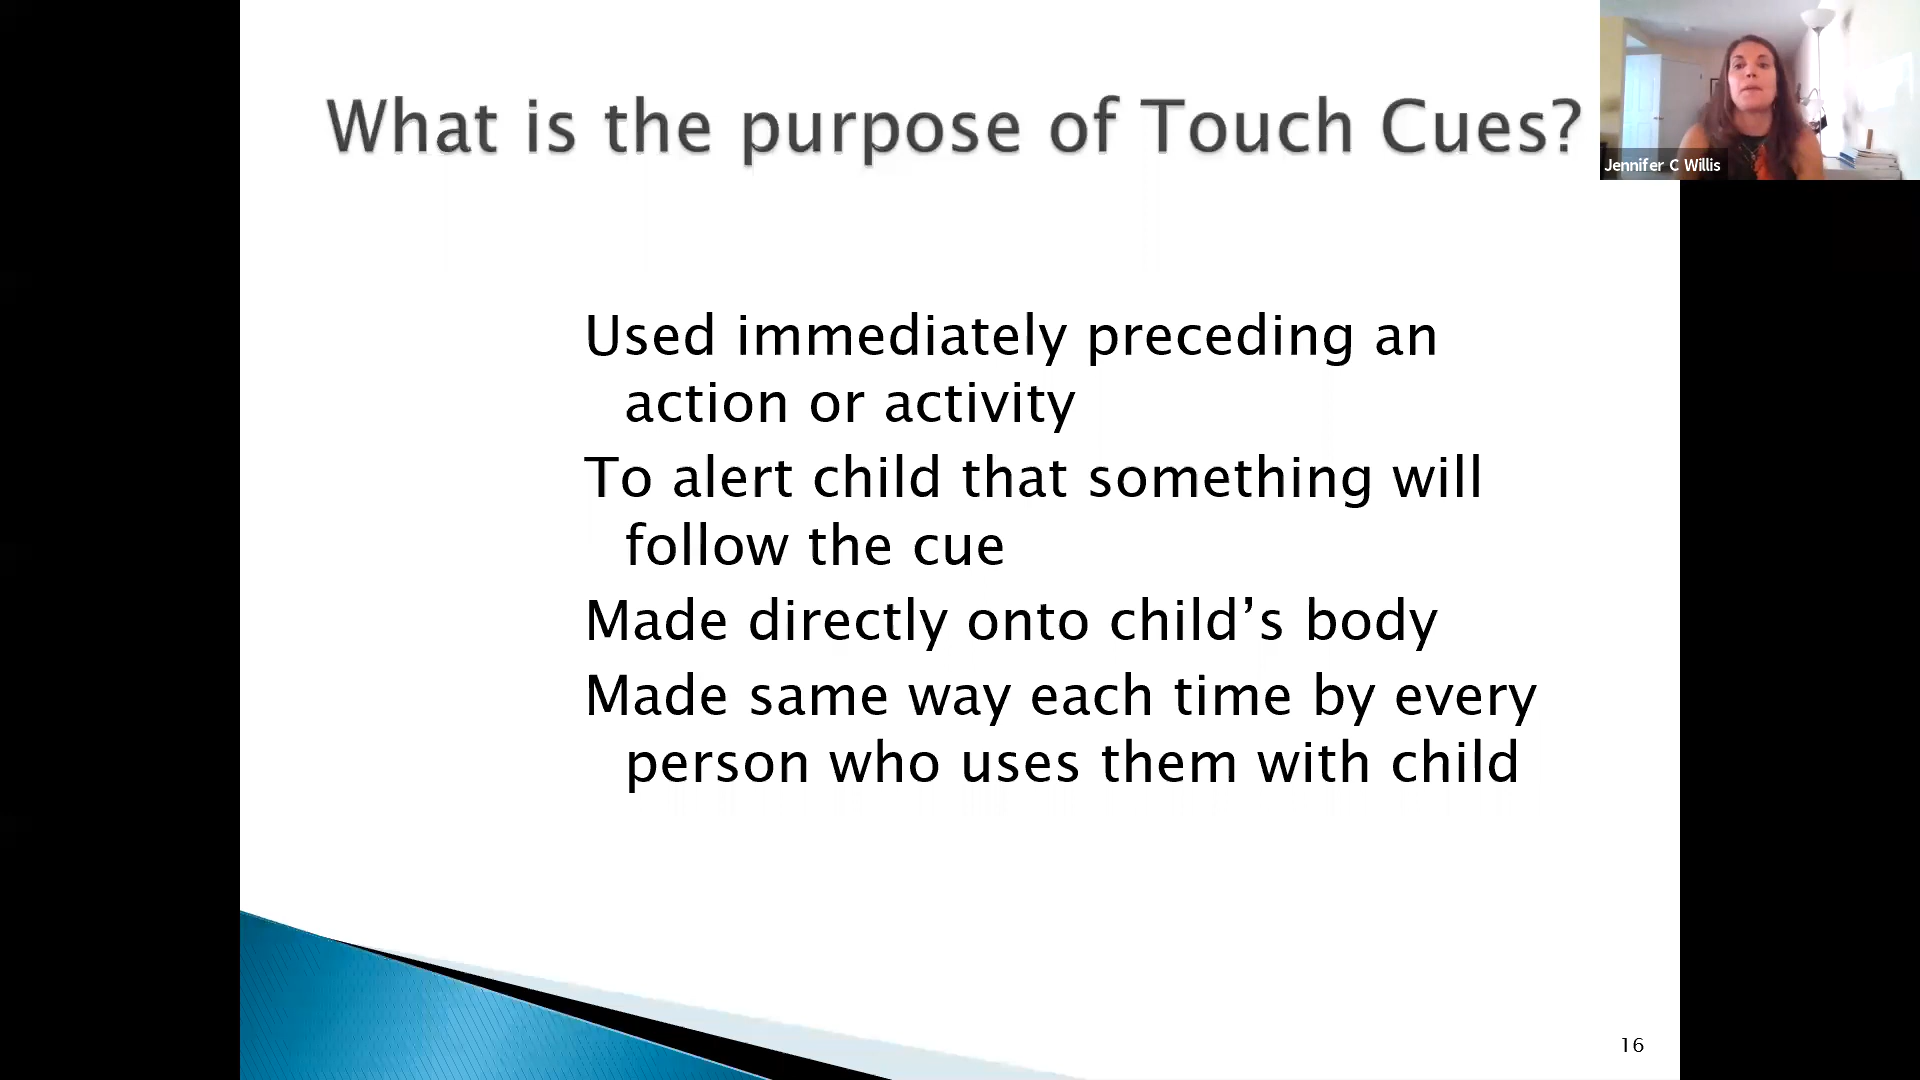 What is the purpose of Touch Cues?
Jennifer C Willis
Used immediately preceding an
action or activity
To alert child that something will
follow the cue
Made directly onto child’s body
Made same way each time by every
person who uses them with child
16